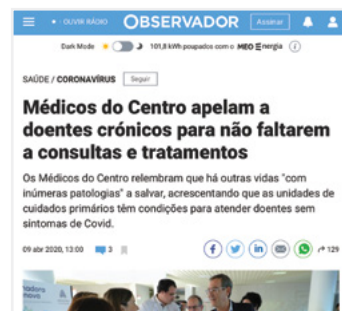 OUVIR RÁDIO OBSERVADOR Assinar
Dark Mode 101,8 kWh poupados com o MEO Energia i
SAÚDE / CORONAVÍRUS Seguir
Médicos do Centro apelam a
doentes crónicos para não faltarem
a consultas e tratamentos
Os Médicos do Centro relembram que há outras vidas "com
inúmeras patologias" a salvar, acrescentando que as unidades de
cuidados primários têm condições para atender doentes sem
sintomas de Covid.
09 abr 2020, 13:00 3 129